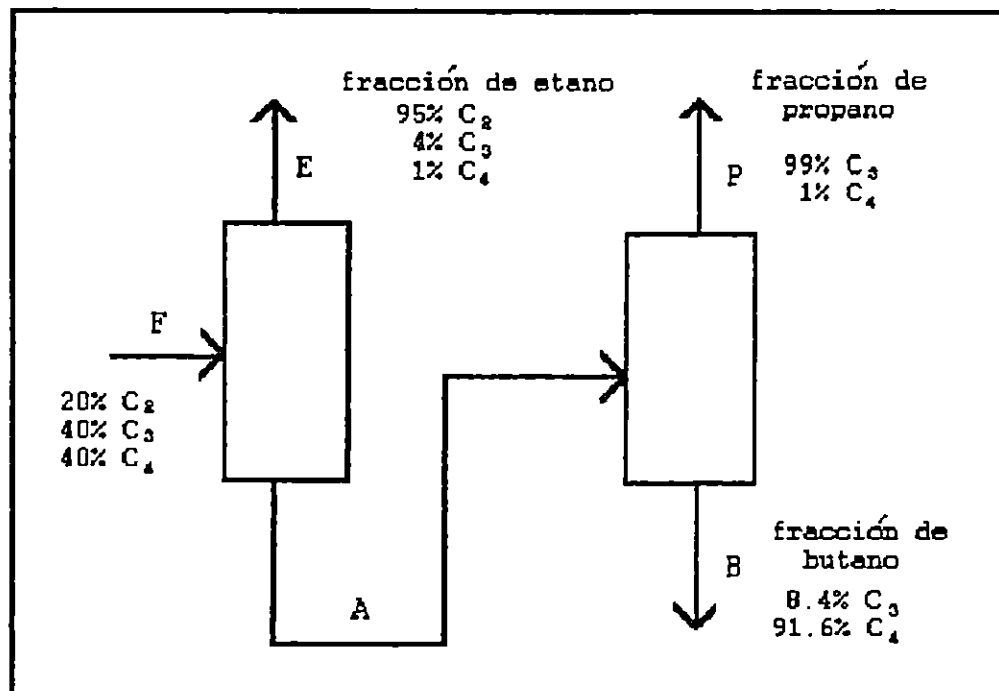 fracción de etano
95% C₂
4% C₃
1% C₄
E
fracción de
propano
99% C₃
1% C₄
P
F
20% C₂
40% C₃
40% C₄
A
fracción de
butano
8.4% C₃
91.6% C₄
B